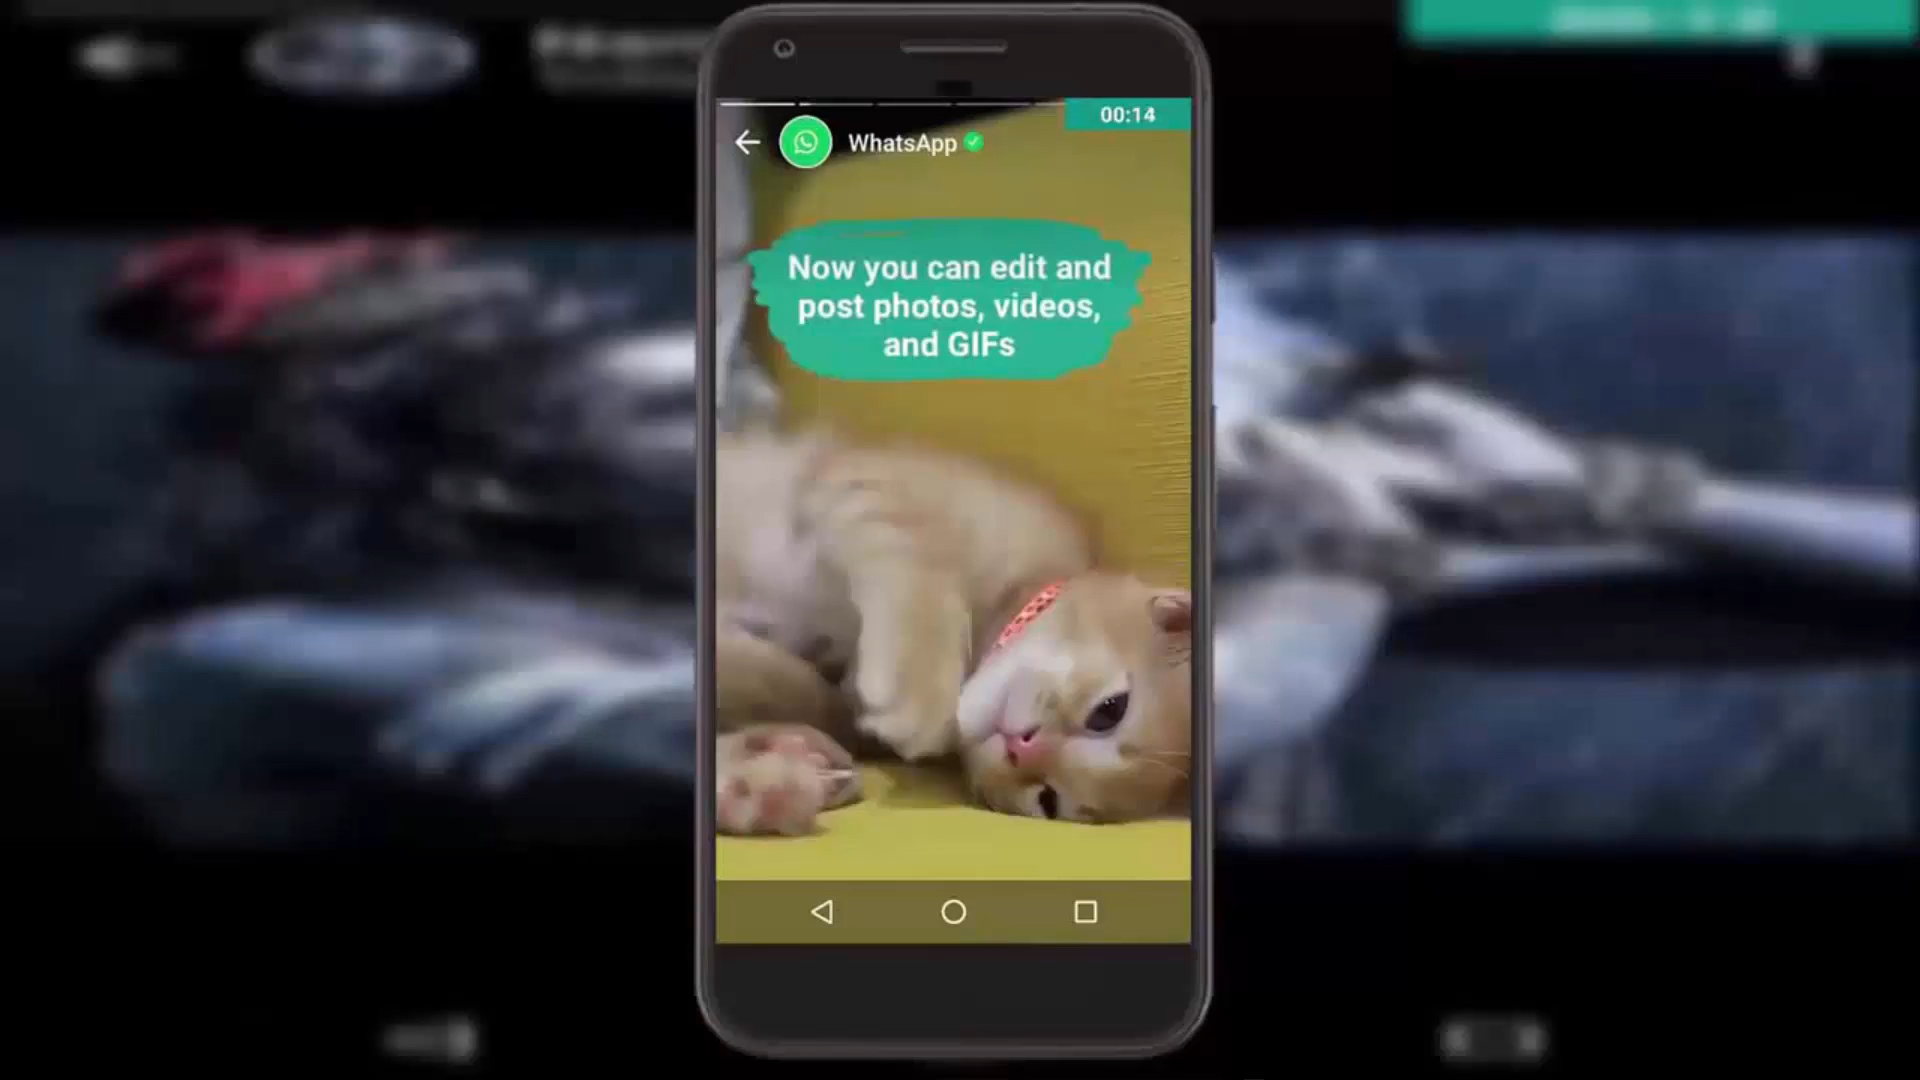 00:14
WhatsApp
Now you can edit and
post photos, videos,
and GIFs